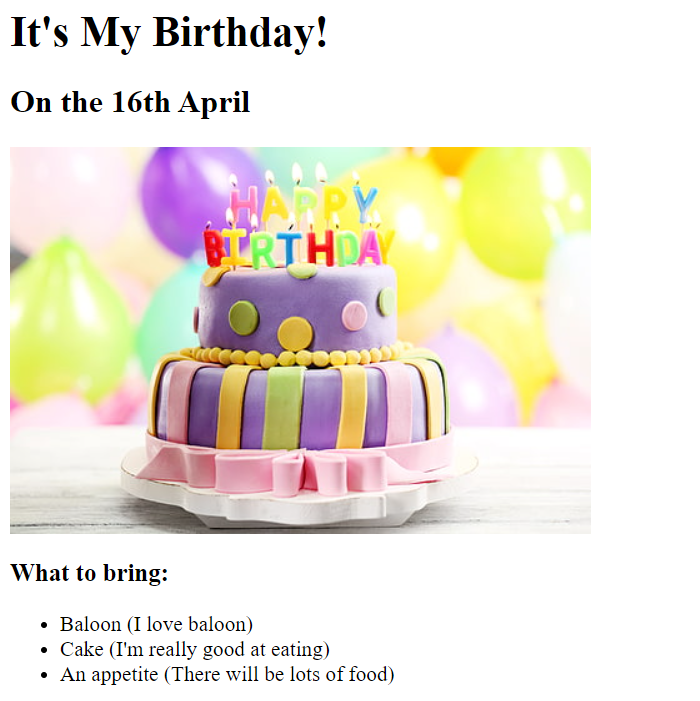 It's My Birthday!
On the 16th April
HAPPY
BIRTHDAY
What to bring:
Baloon (I love baloon)
Cake (I'm really good at eating)
An appetite (There will be lots of food)